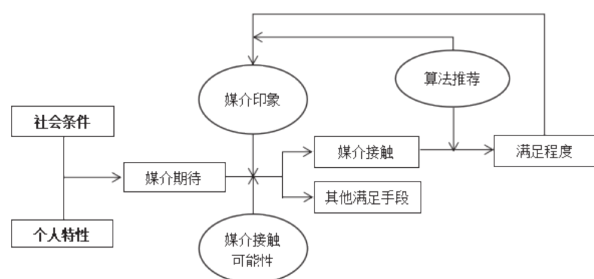 算法推荐
媒介印象
社会条件
媒介接触
满足程度
媒介期待
其他满足手段
个人特性
媒介接触
可能性